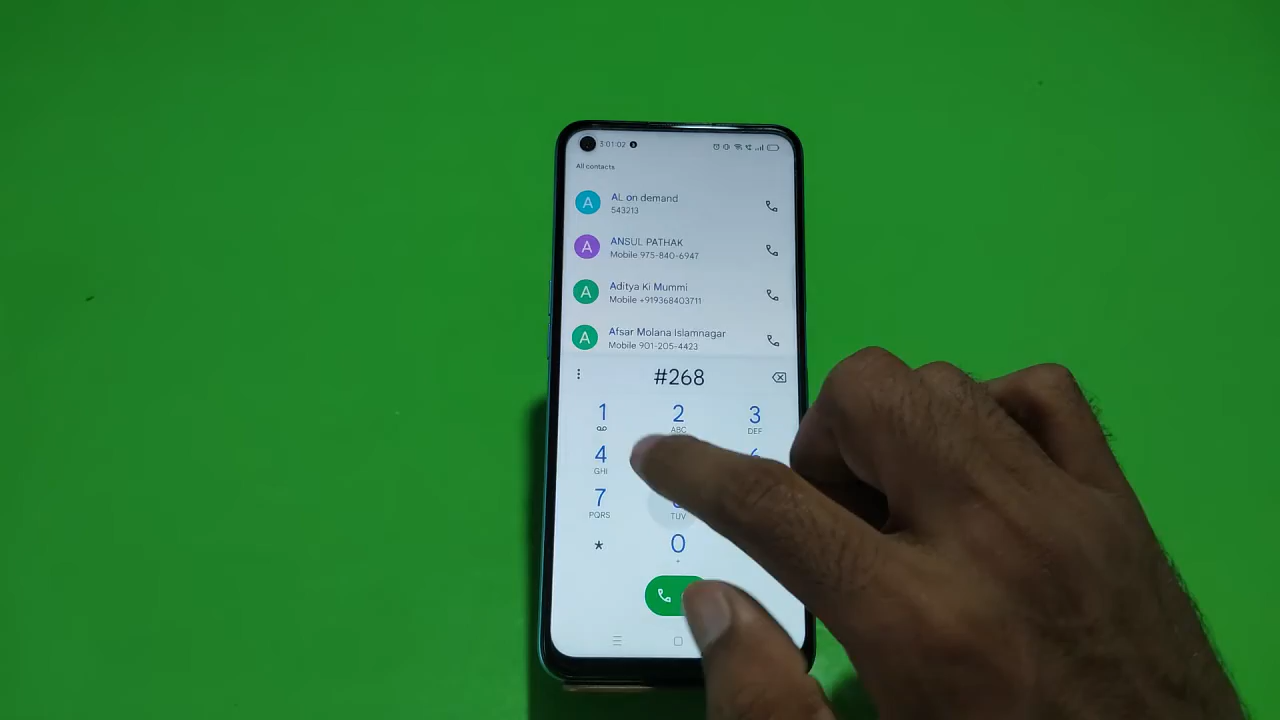 3:01:02
All contacts
A
AL on demand
543213
A
ANSUL PATHAK
Mobile 975-840-6947
A
Aditya Ki Mummi
Mobile +919368403711
A
Afsar Molana Islamnagar
Mobile 901-205-4423
#268
1 2 3
ABC DEF
4
GHI
7
PQRS TUV
* 0
+